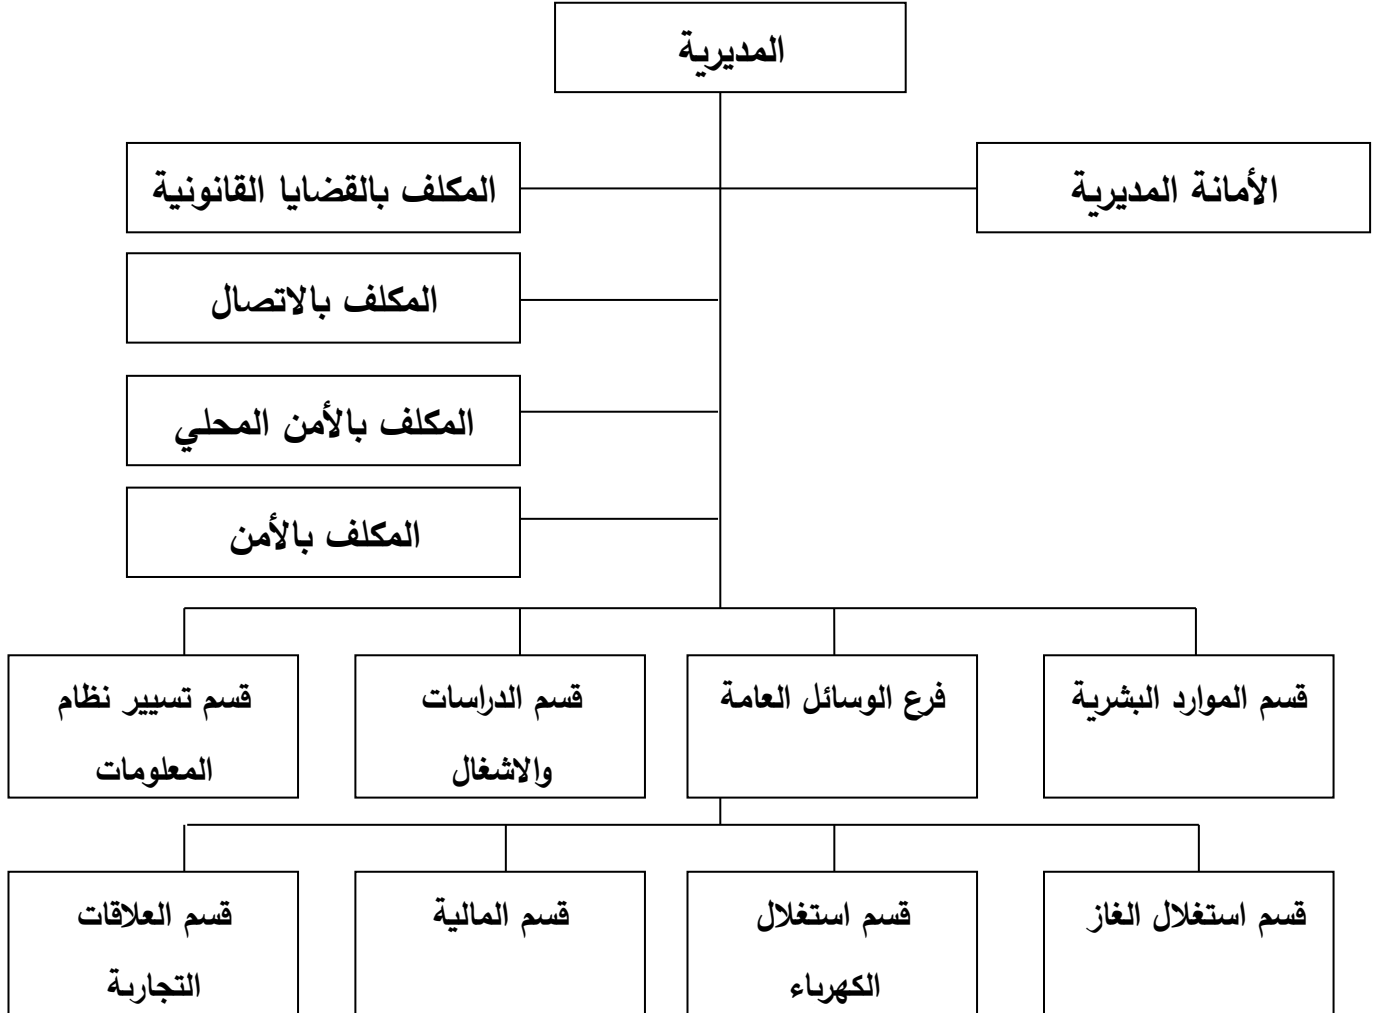 المديرية
الأمانة المديرية
المكلف بالقضايا القانونية
المكلف بالاتصال
المكلف بالأمن المحلي
المكلف بالأمن
قسم الموارد البشرية
فرع الوسائل العامة
قسم الدراسات
والاشغال
قسم تسيير نظام
المعلومات
قسم استغلال الغاز
قسم استغلال
الكهرباء
قسم المالية
قسم العلاقات
التجارية